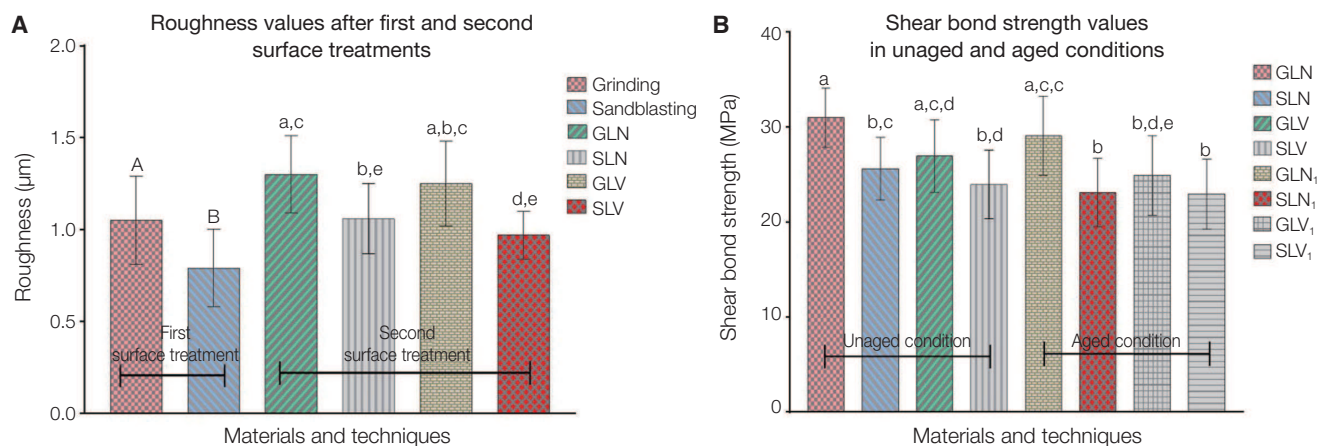 A
Roughness values after first and second
surface treatments
2.0
1.5
1.0
0.5
0.0
Roughness (µm)
A
B
a,c
b,e
a,b,c
d,e
First
surface treatment
Second
surface treatment
Materials and techniques
Grinding
Sandblasting
GLN
SLN
GLV
SLV
B
Shear bond strength values
in unaged and aged conditions
40
30
20
10
0
Shear bond strength (MPa)
a
b,c
a,c,d
b,d
a,c,c
b
b,d,e
b
Unaged condition
Aged condition
Materials and techniques
GLN
SLN
GLV
SLV
GLN₁
SLN₁
GLV₁
SLV₁